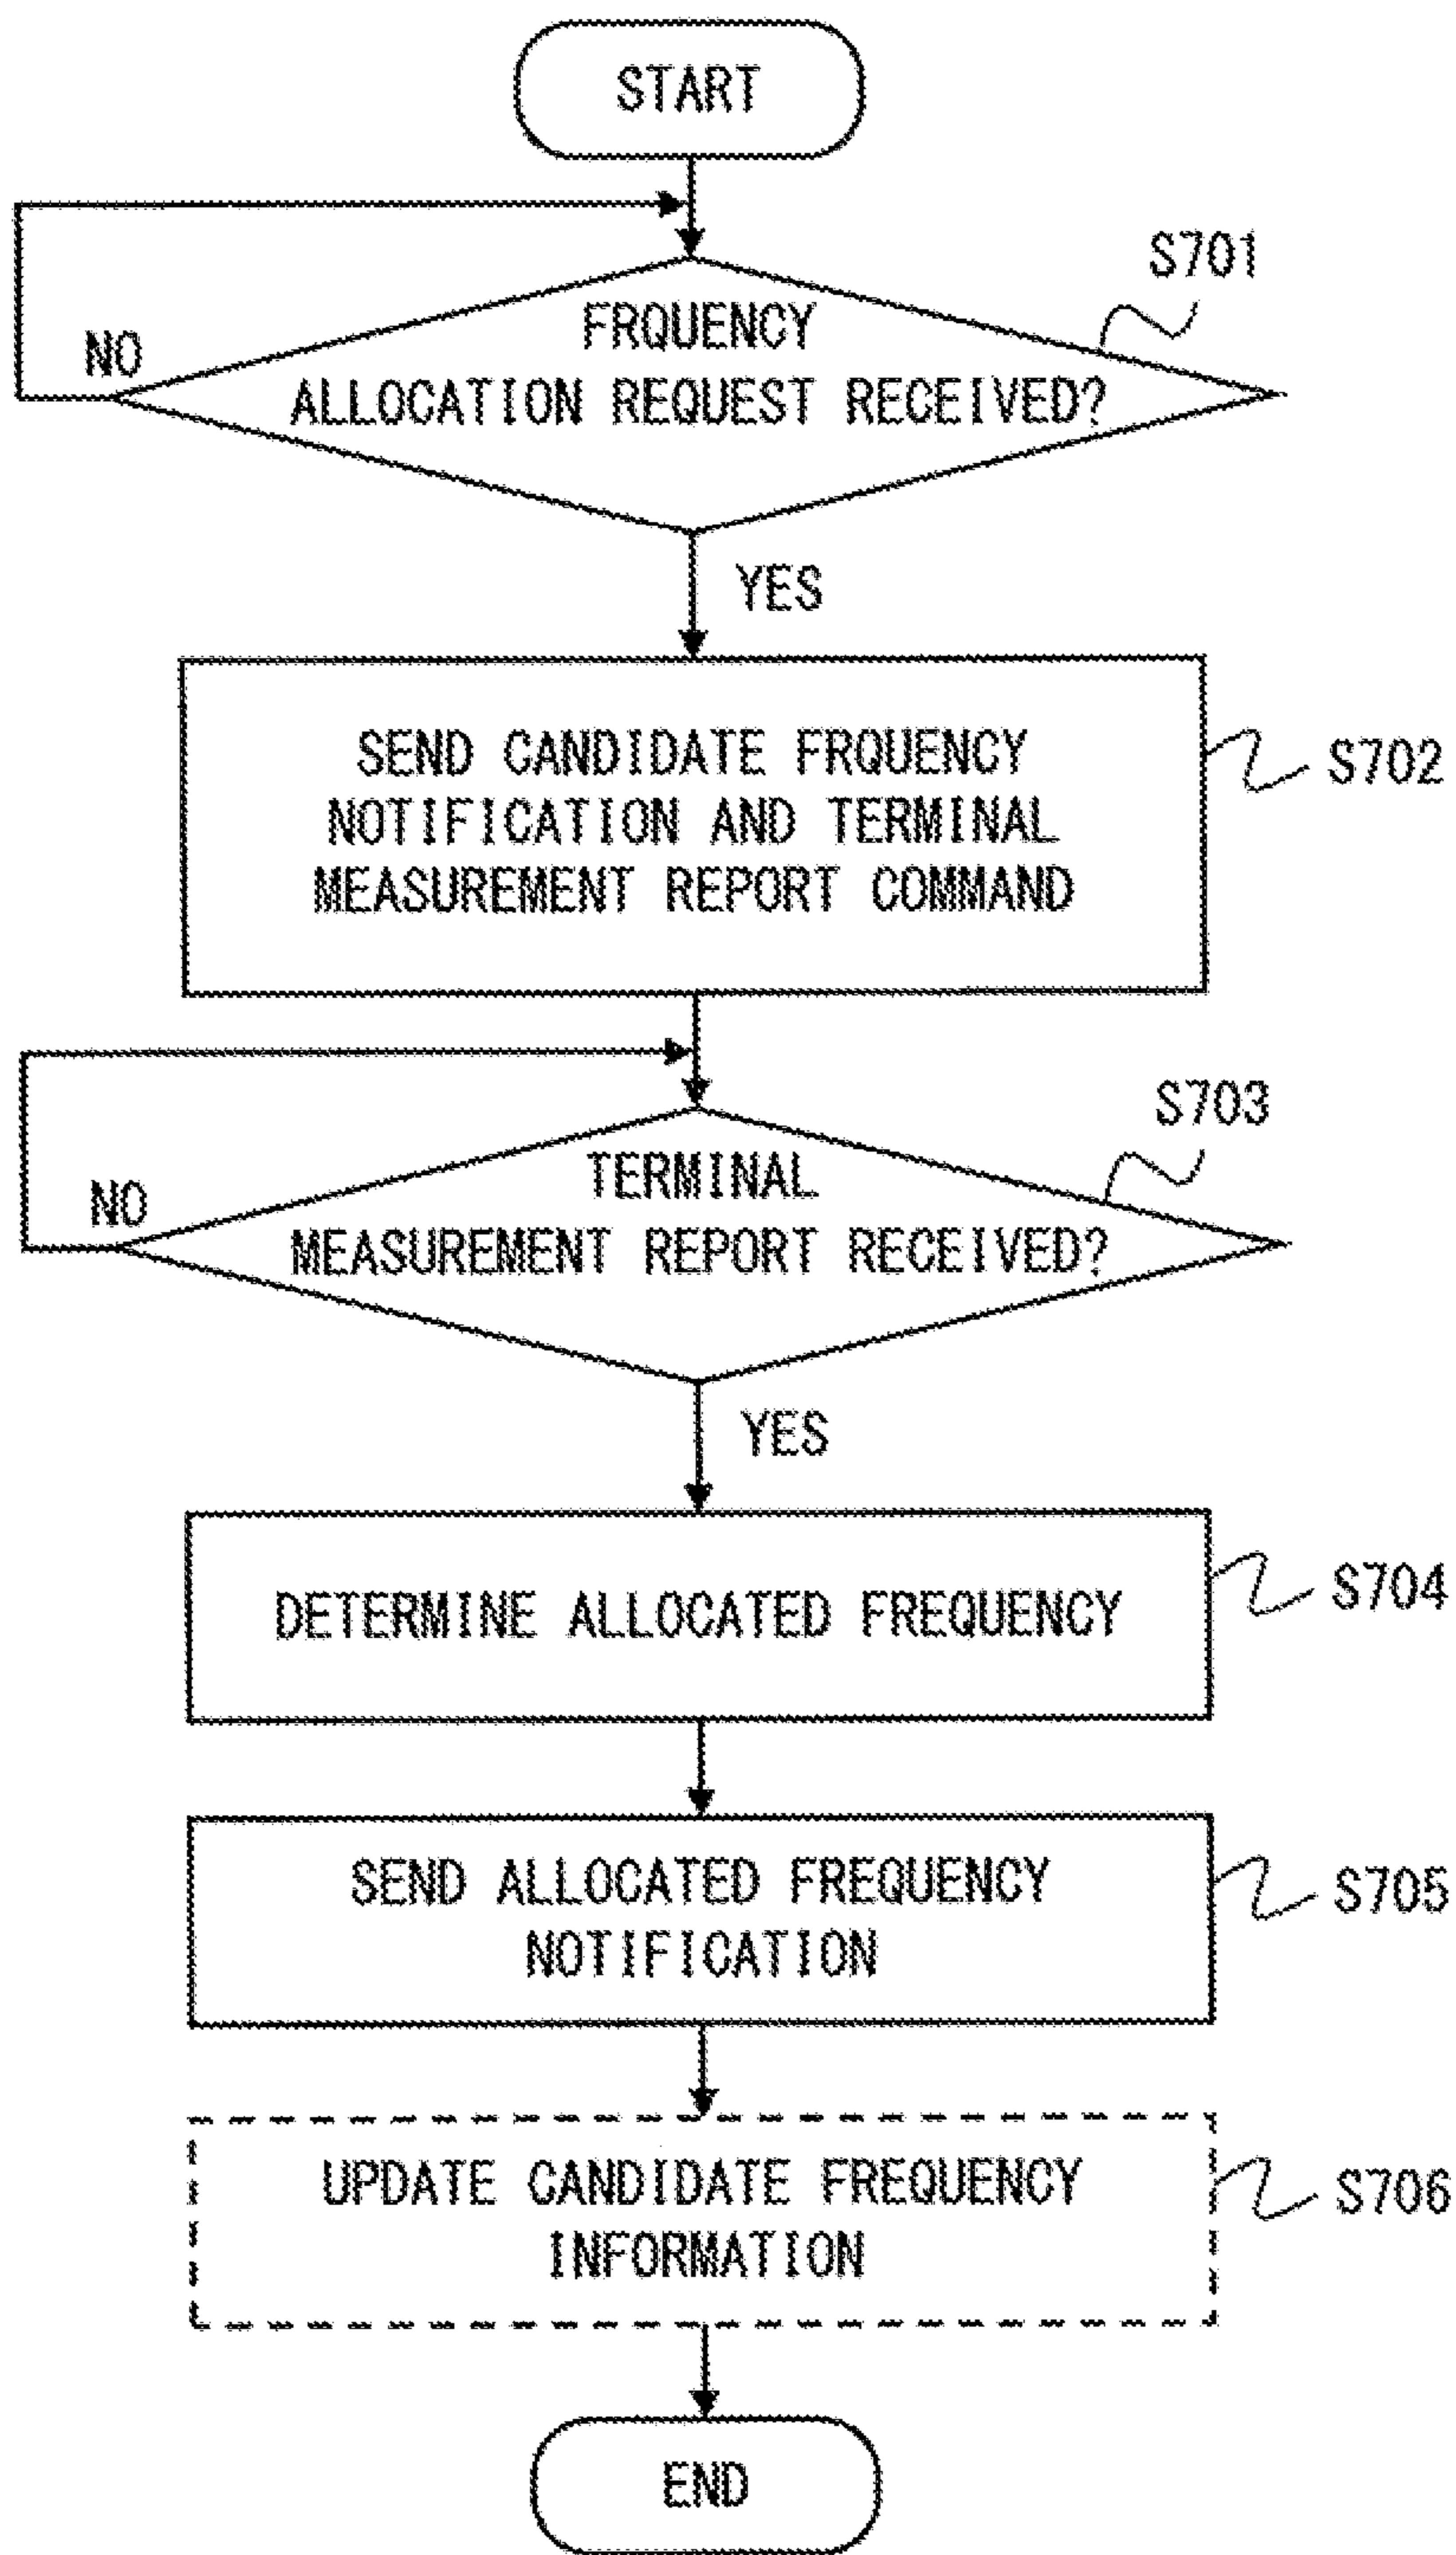 START
S701
FRQUENCY
NO
ALLOCATION REQUEST RECEIVED?
YES
SEND CANDIDATE FRQUENCY
S702
NOTIFICATION AND TERMINAL
MEASUREMENT REPORT COMMAND
S703
TERMINAL
NO
MEASUREMENT REPORT RECEIVED?
YES
DETERMINE ALLOCATED FREQUENCY
S704
SEND ALLOCATED FREQUENCY
S705
NOTIFICATION
UPDATE CANDIDATE FREQUENCY
S706
INFORMATION
END